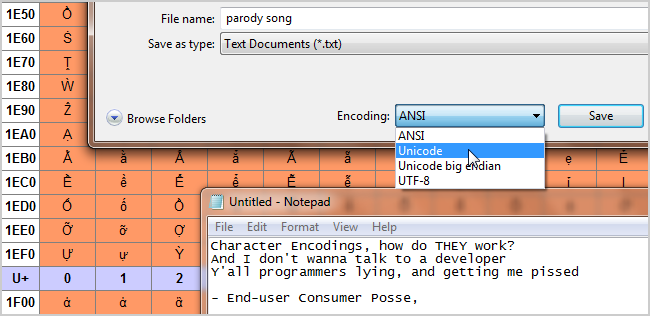 1E50 Ṑ
1E60 Ṡ
1E70 Ṱ
1E80 Ẁ
1E90 Ẑ
1EA0 Ạ
1EB0 Ằ ằ Ẳ ẳ Ẵ ẹ Ẻ
1EC0 Ề ề Ể ể Ễ
1ED0 Ố ố Ồ
1EE0 Ỡ ỡ Ợ
1EF0 Ự ự Ỳ
U+ 0 1 2
1F00 ἀ ἁ ἂ
File name: parody song
Save as type: Text Documents (*.txt)
Browse Folders Encoding: ANSI Save
ANSI
Unicode
Unicode big endian
UTF-8
Untitled - Notepad
File Edit Format View Help
Character Encodings, how do THEY work?
And I don't wanna talk to a developer
Y'all programmers lying, and getting me pissed
- End-user Consumer Posse,